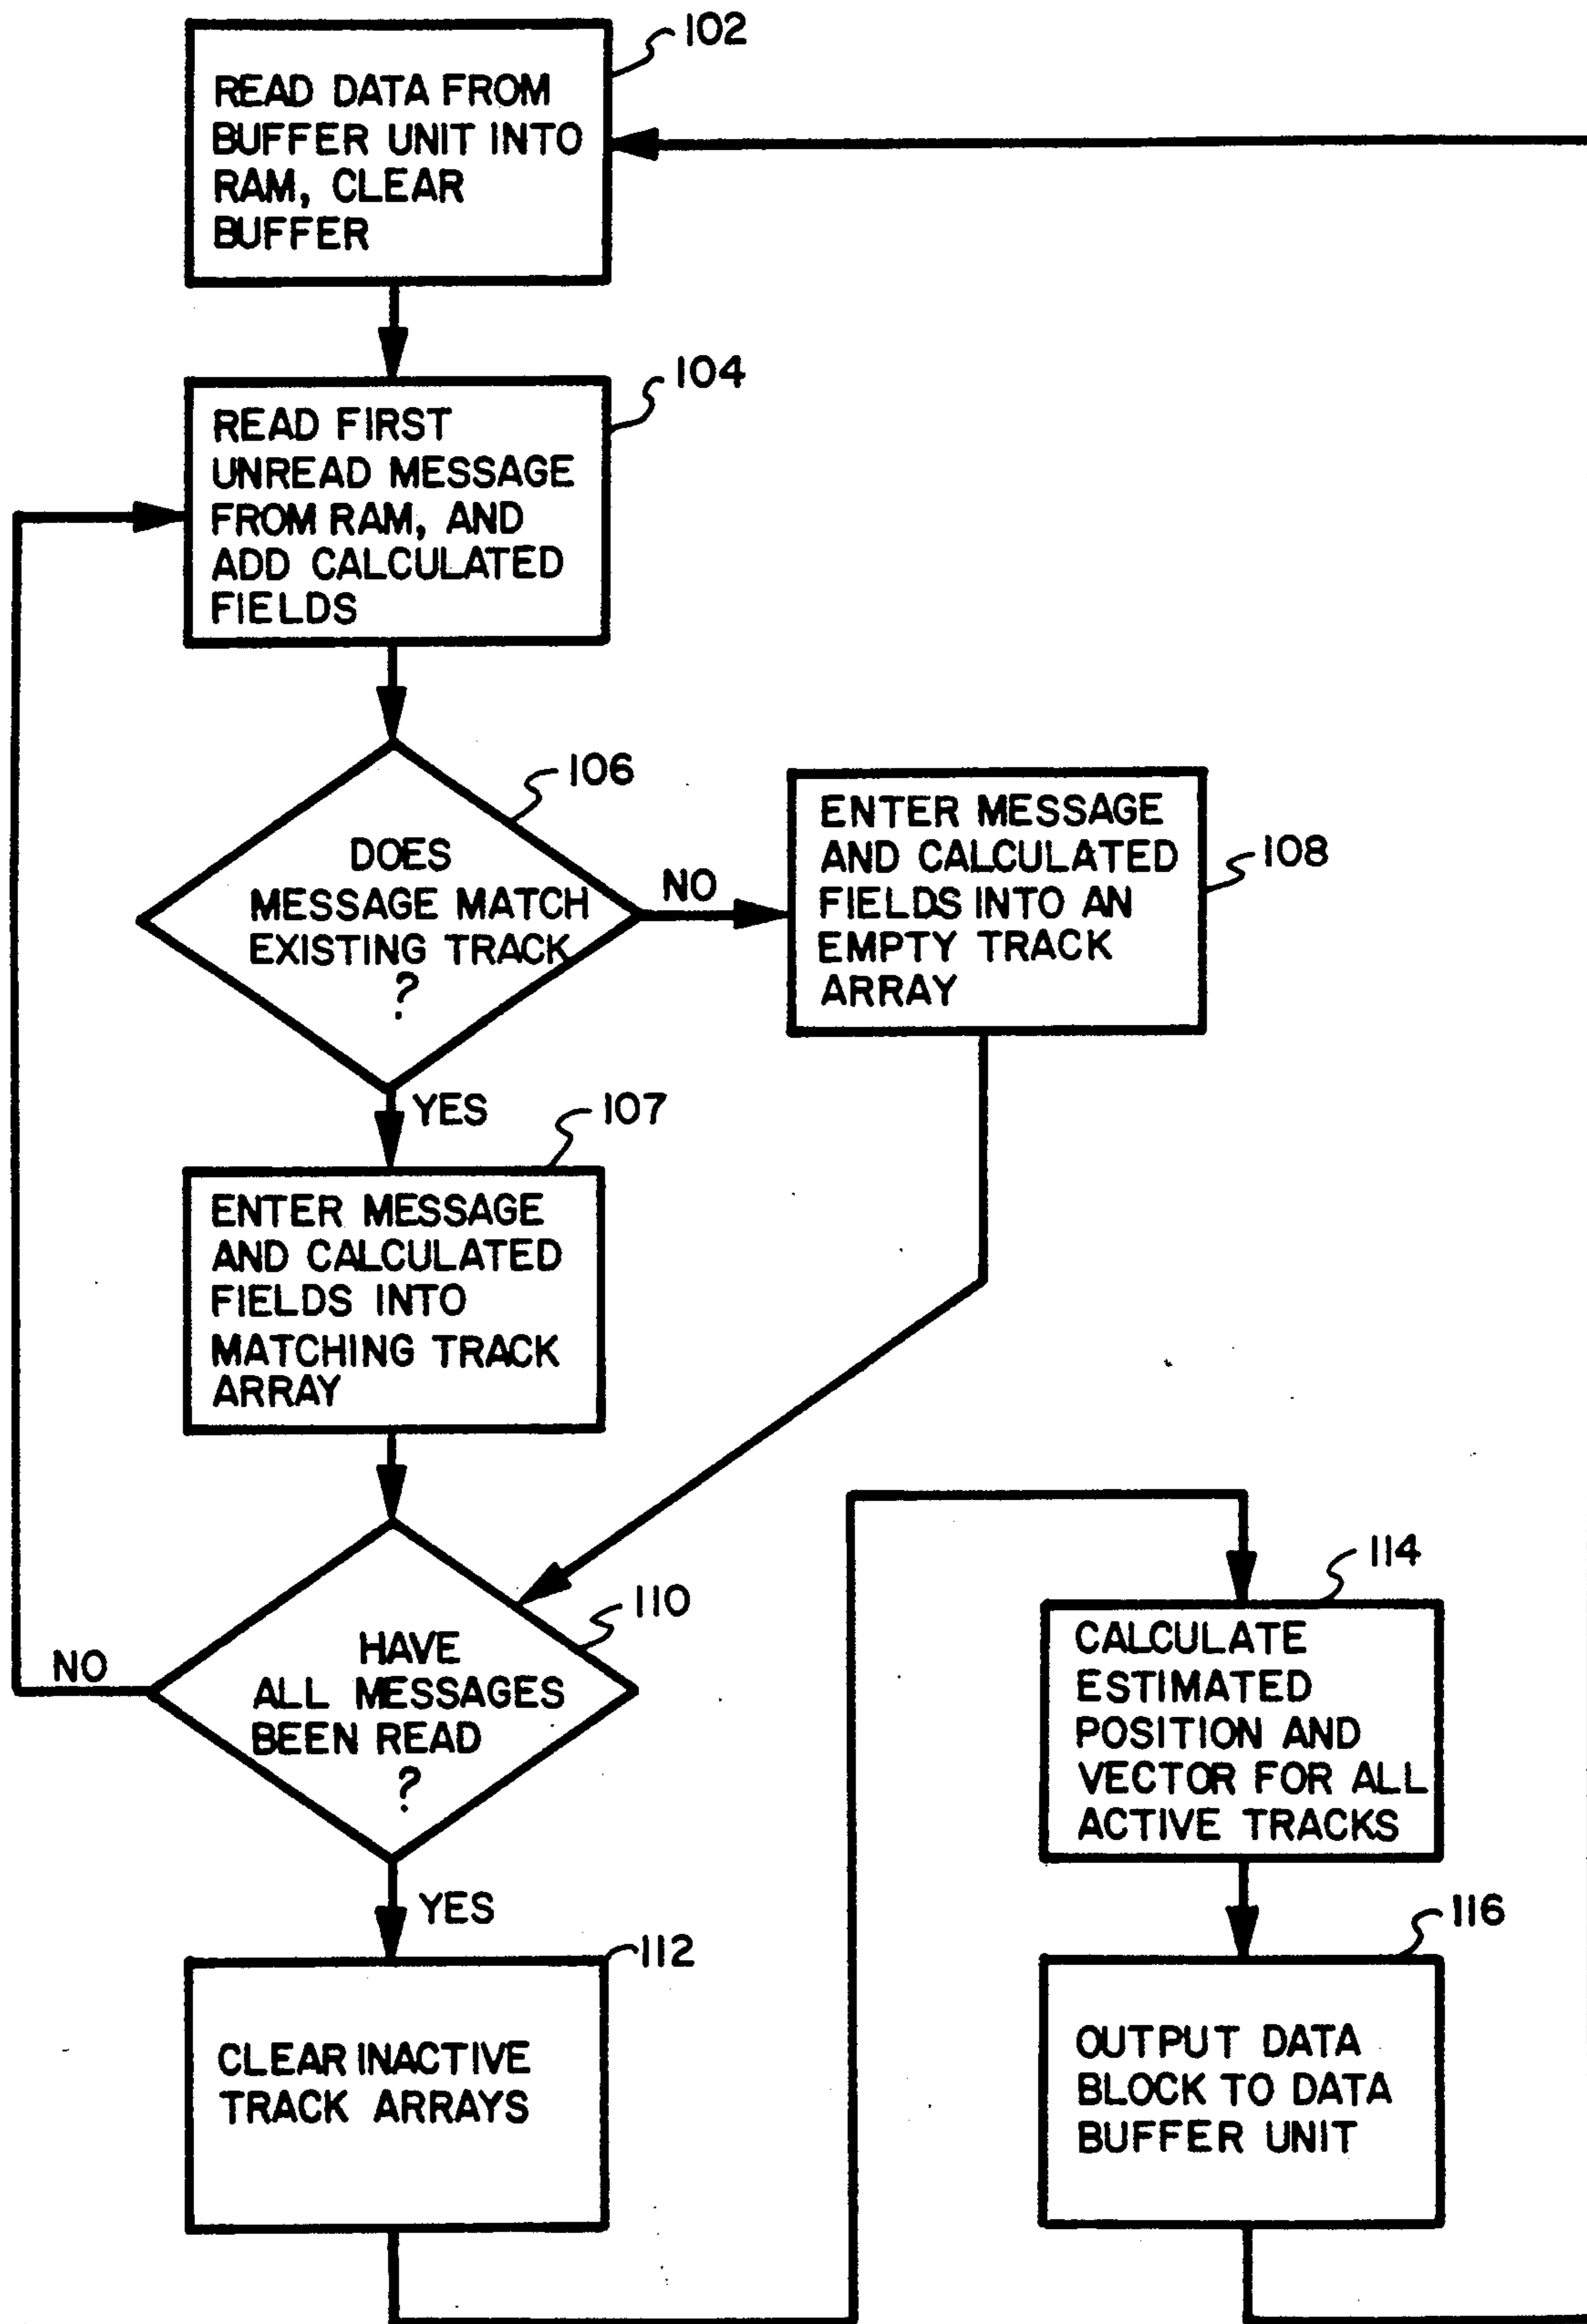 102
READ DATA FROM
BUFFER UNIT INTO
RAM, CLEAR
BUFFER
104
READ FIRST
UNREAD MESSAGE
FROM RAM, AND
ADD CALCULATED
FIELDS
106
DOES
MESSAGE MATCH
EXISTING TRACK
?
NO
108
ENTER MESSAGE
AND CALCULATED
FIELDS INTO AN
EMPTY TRACK
ARRAY
YES
107
ENTER MESSAGE
AND CALCULATED
FIELDS INTO
MATCHING TRACK
ARRAY
110
HAVE
ALL MESSAGES
BEEN READ
?
NO
YES
112
CLEAR INACTIVE
TRACK ARRAYS
114
CALCULATE
ESTIMATED
POSITION AND
VECTOR FOR ALL
ACTIVE TRACKS
116
OUTPUT DATA
BLOCK TO DATA
BUFFER UNIT